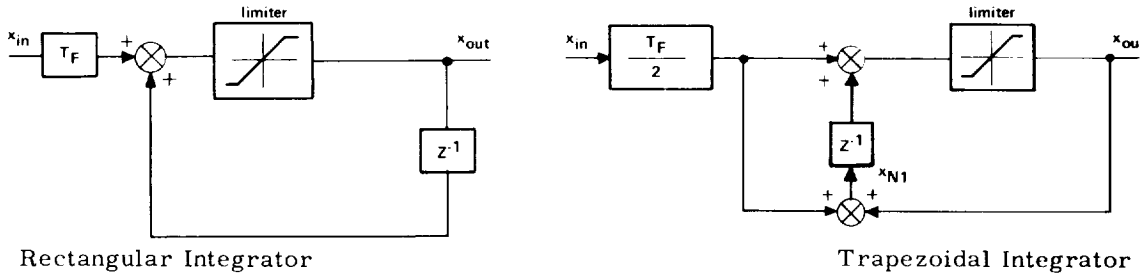 limiter
x_in
T_F
+
+
x_out
Z^-1
Rectangular Integrator
limiter
x_in
T_F
2
+
+
x_ou
Z^-1
x_N1
+
+
Trapezoidal Integrator